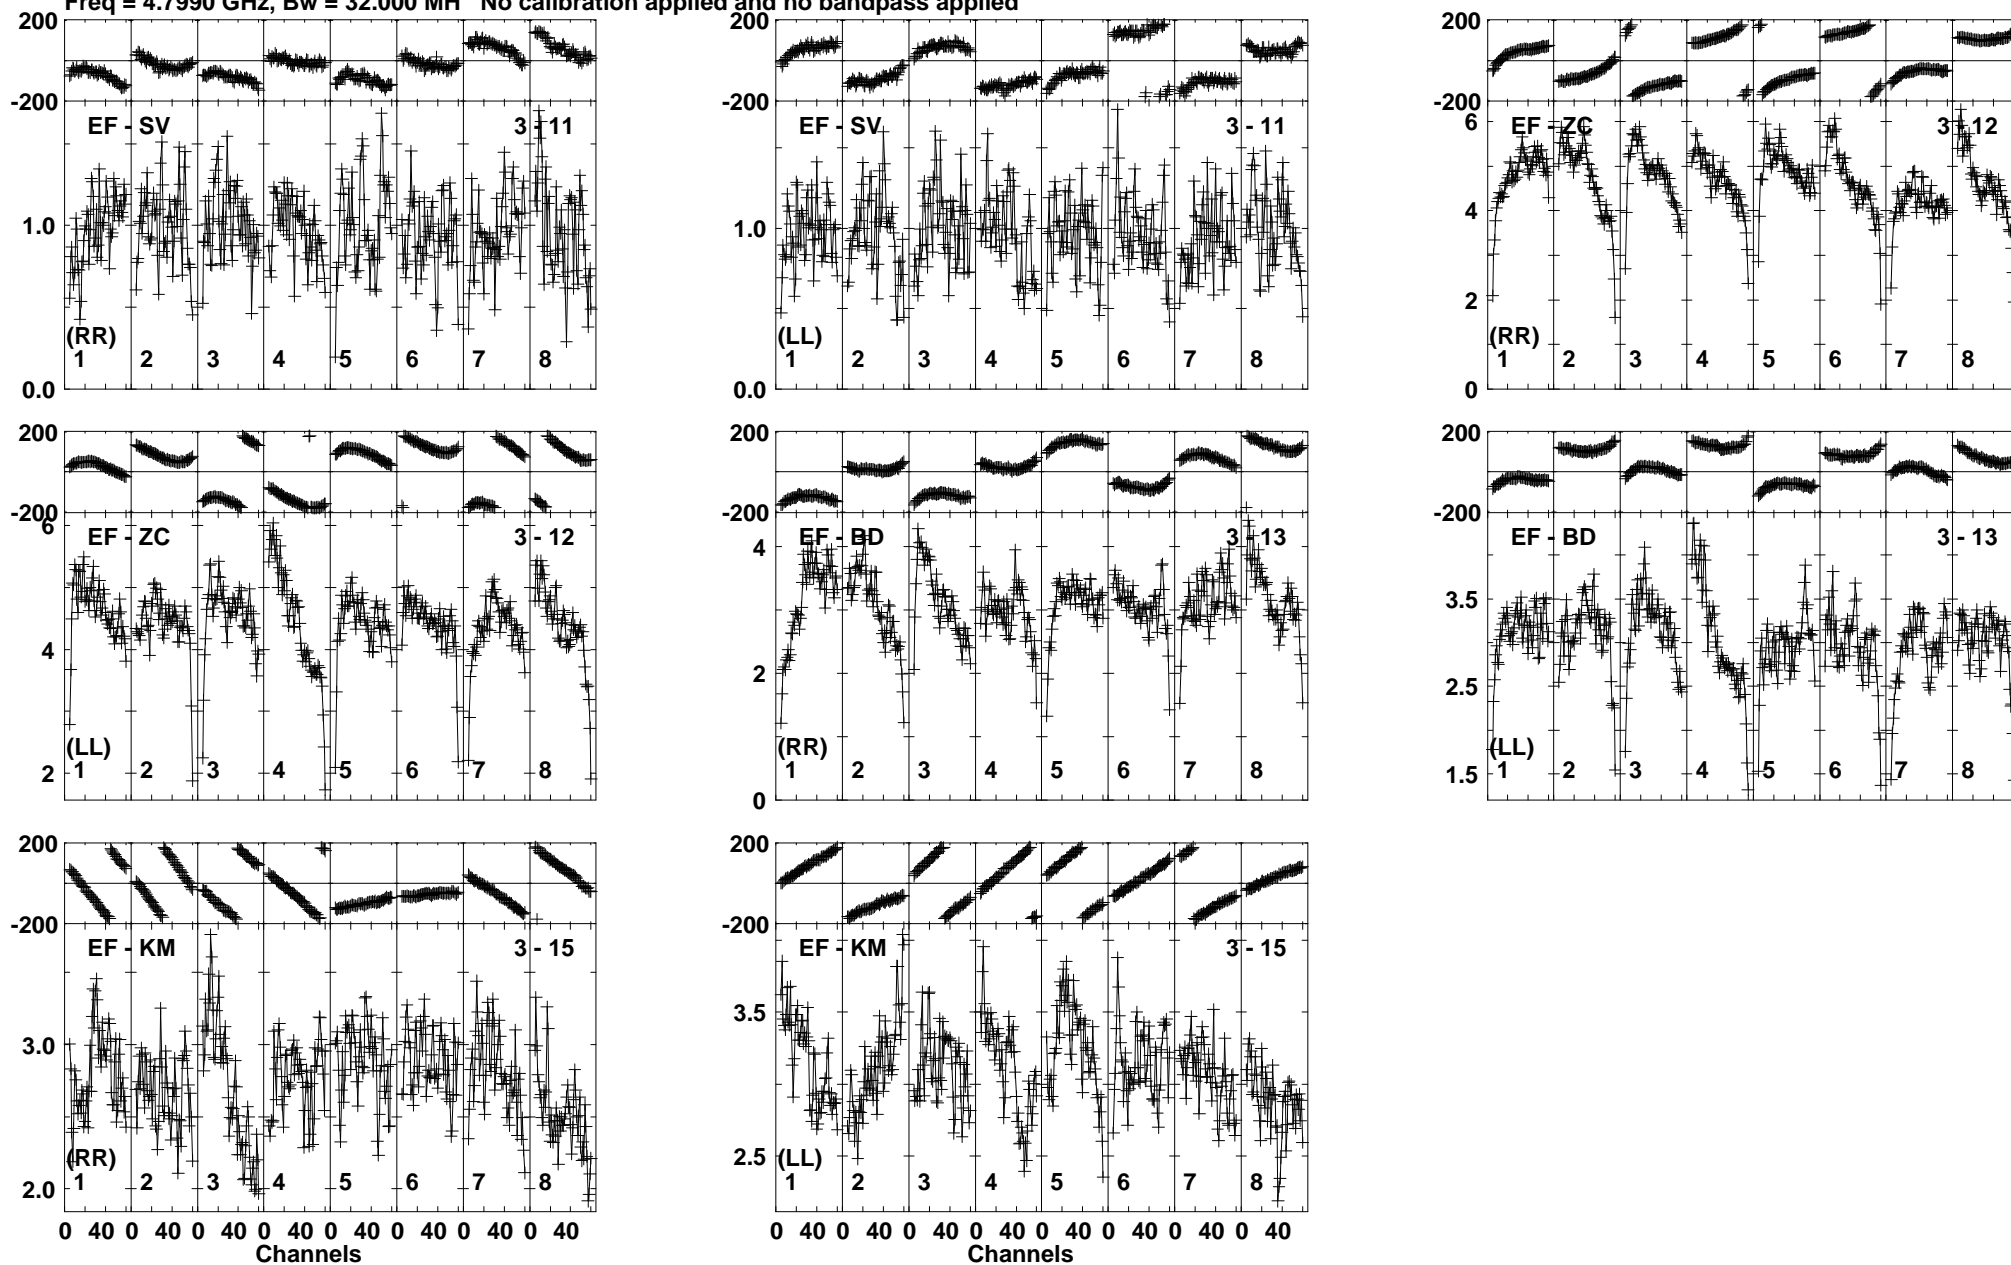 Freq = 4.7990 GHz, Bw = 32.000 MH   No calibration applied and no bandpass applied
200
-200
EF - SV 3 - 11
1.0
(RR)
1 2 3 4 5 6 7 8
0.0
200
-200
EF - SV 3 - 11
1.0
(LL)
1 2 3 4 5 6 7 8
0.0
200
-200
6
EF - ZC 3 - 12
4
2
(RR)
1 2 3 4 5 6 7 8
0
200
-200
6
EF - ZC 3 - 12
4
(LL)
1 2 3 4 5 6 7 8
2
200
-200
EF - BD 3 - 13
4
2
(RR)
1 2 3 4 5 6 7 8
0
200
-200
EF - BD 3 - 13
3.5
2.5
(LL)
1 2 3 4 5 6 7 8
1.5
200
-200
EF - KM 3 - 15
3.0
(RR)
1 2 3 4 5 6 7 8
2.0
0 40 0 40 0 40 0 40 0 40 0 40 0 40 0 40
Channels
200
-200
EF - KM 3 - 15
3.5
2.5
(LL)
1 2 3 4 5 6 7 8
0 40 0 40 0 40 0 40 0 40 0 40 0 40 0 40
Channels